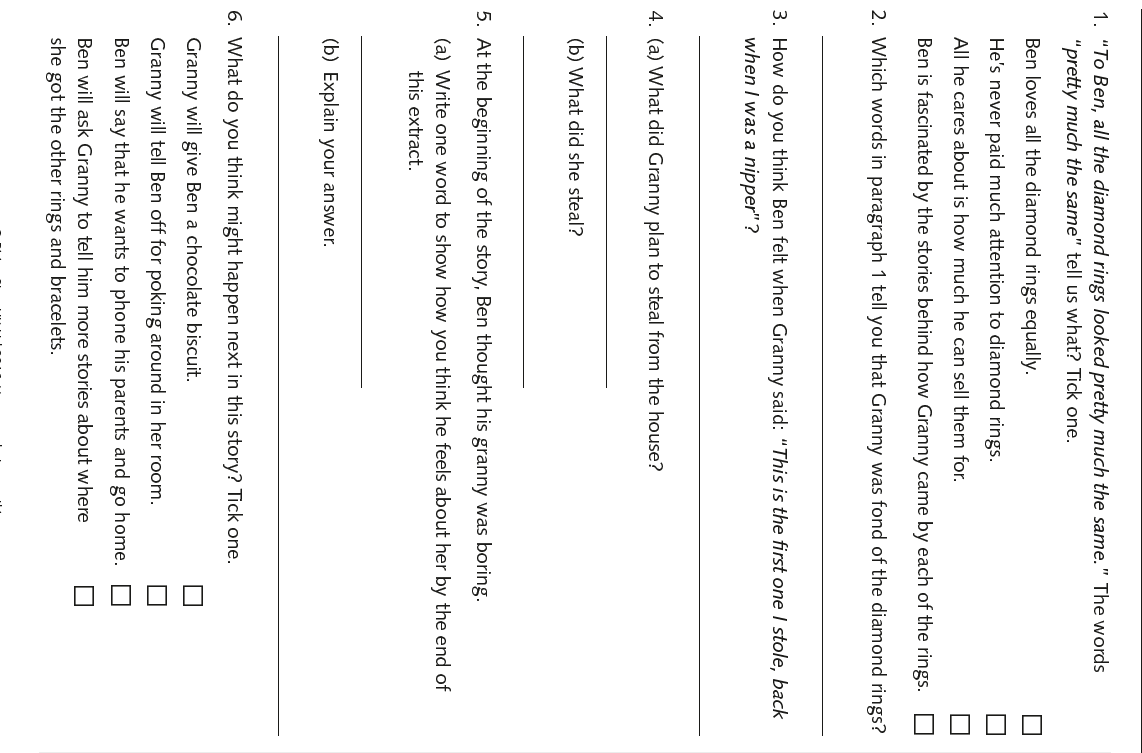 1. "To Ben, all the diamond rings looked pretty much the same." The words
"pretty much the same" tell us what? Tick one.
Ben loves all the diamond rings equally.
He's never paid much attention to diamond rings.
All he cares about is how much he can sell them for.
Ben is fascinated by the stories behind how Granny came by each of the rings.
2. Which words in paragraph 1 tell you that Granny was fond of the diamond rings?
3. How do you think Ben felt when Granny said: "This is the first one I stole, back
when I was a nipper"?
4. (a) What did Granny plan to steal from the house?
(b) What did she steal?
5. At the beginning of the story, Ben thought his granny was boring.
(a) Write one word to show how you think he feels about her by the end of
this extract.
(b) Explain your answer.
6. What do you think might happen next in this story? Tick one.
Granny will give Ben a chocolate biscuit.
Granny will tell Ben off for poking around in her room.
Ben will say that he wants to phone his parents and go home.
Ben will ask Granny to tell him more stories about where
she got the other rings and bracelets.